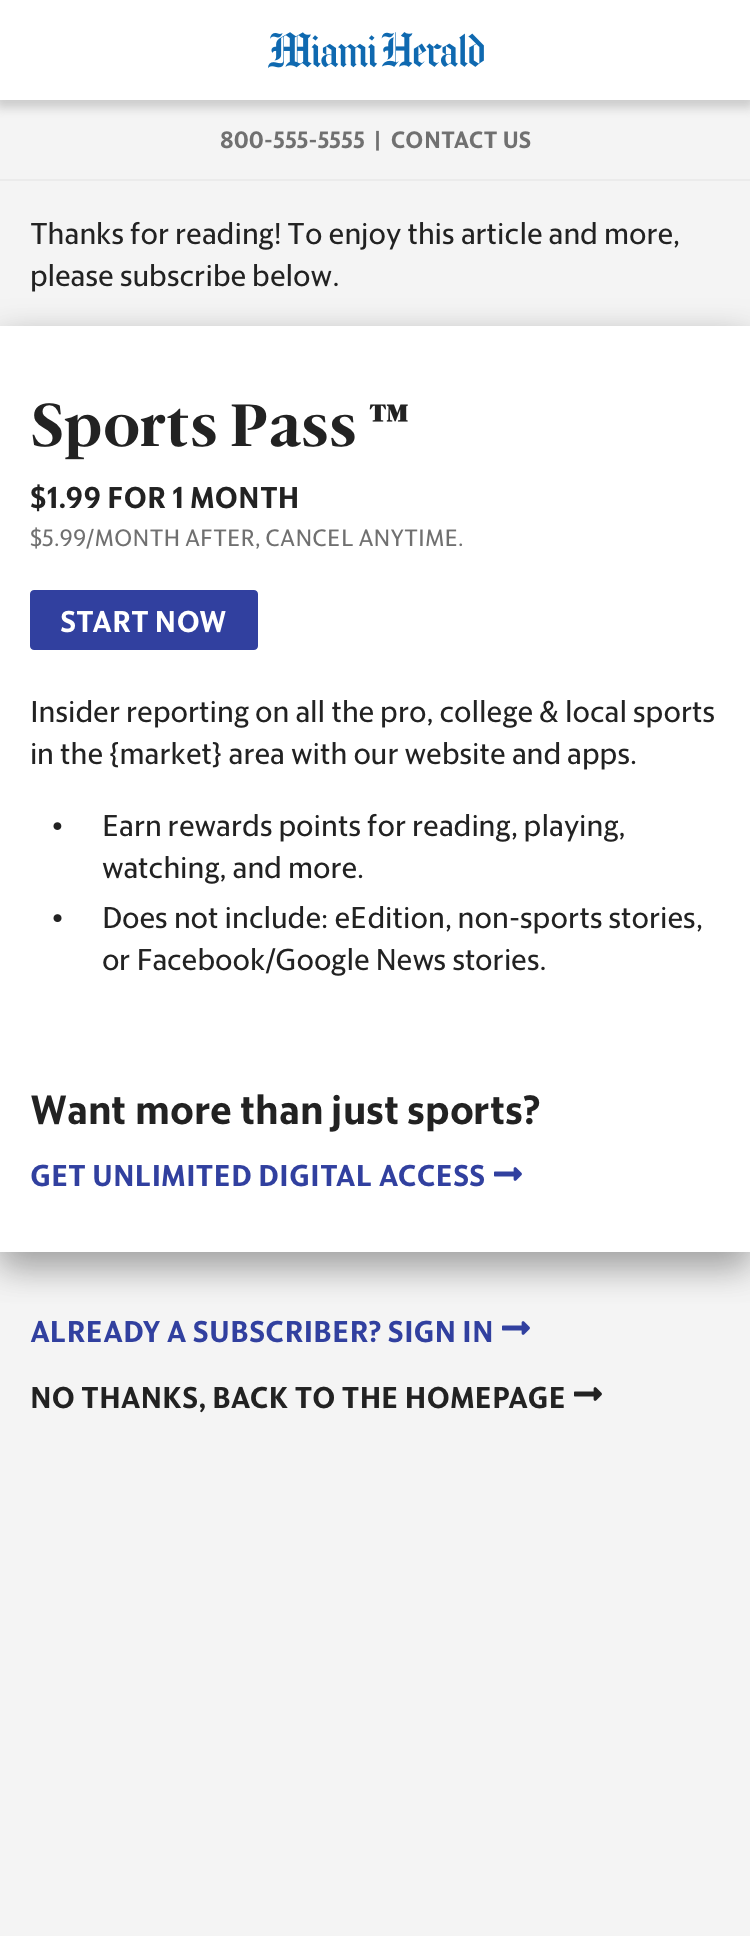 Miami Herald
800-555-5555 | CONTACT US
Thanks for reading! To enjoy this article and more,
please subscribe below.
Sports Pass ™
$1.99 FOR 1 MONTH
$5.99/MONTH AFTER, CANCEL ANYTIME.
START NOW
Insider reporting on all the pro, college & local sports
in the {market} area with our website and apps.
• Earn rewards points for reading, playing,
watching, and more.
• Does not include: eEdition, non-sports stories,
or Facebook/Google News stories.
Want more than just sports?
GET UNLIMITED DIGITAL ACCESS →
ALREADY A SUBSCRIBER? SIGN IN →
NO THANKS, BACK TO THE HOMEPAGE →